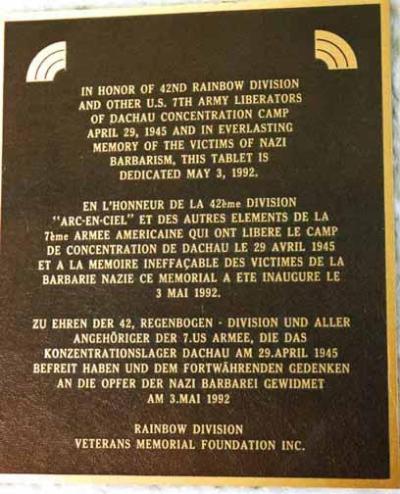 IN HONOR OF 42ND RAINBOW DIVISION
AND OTHER U.S. 7TH ARMY LIBERATORS
OF DACHAU CONCENTRATION CAMP
APRIL 29, 1945 AND IN EVERLASTING
MEMORY OF THE VICTIMS OF NAZI
BARBARISM, THIS TABLET IS
DEDICATED MAY 3, 1992.
EN L'HONNEUR DE LA 42ème DIVISION
"ARC-EN-CIEL" ET DES AUTRES ELEMENTS DE LA
7ème ARMEE AMERICAINE QUI ONT LIBERE LE CAMP
DE CONCENTRATION DE DACHAU LE 29 AVRIL 1945
ET A LA MEMOIRE INEFFAÇABLE DES VICTIMES DE LA
BARBARIE NAZIE CE MEMORIAL A ETE INAUGURE LE
3 MAI 1992.
ZU EHREN DER 42, REGENBOGEN - DIVISION UND ALLER
ANGEHÖRIGER DER 7.US ARMEE, DIE DAS
KONZENTRATIONSLAGER DACHAU AM 29.APRIL 1945
BEFREIT HABEN UND DEM FORTWÄHRENDEN GEDENKEN
AN DIE OPFER DER NAZI BARBAREI GEWIDMET
AM 3.MAI 1992
RAINBOW DIVISION
VETERANS MEMORIAL FOUNDATION INC.